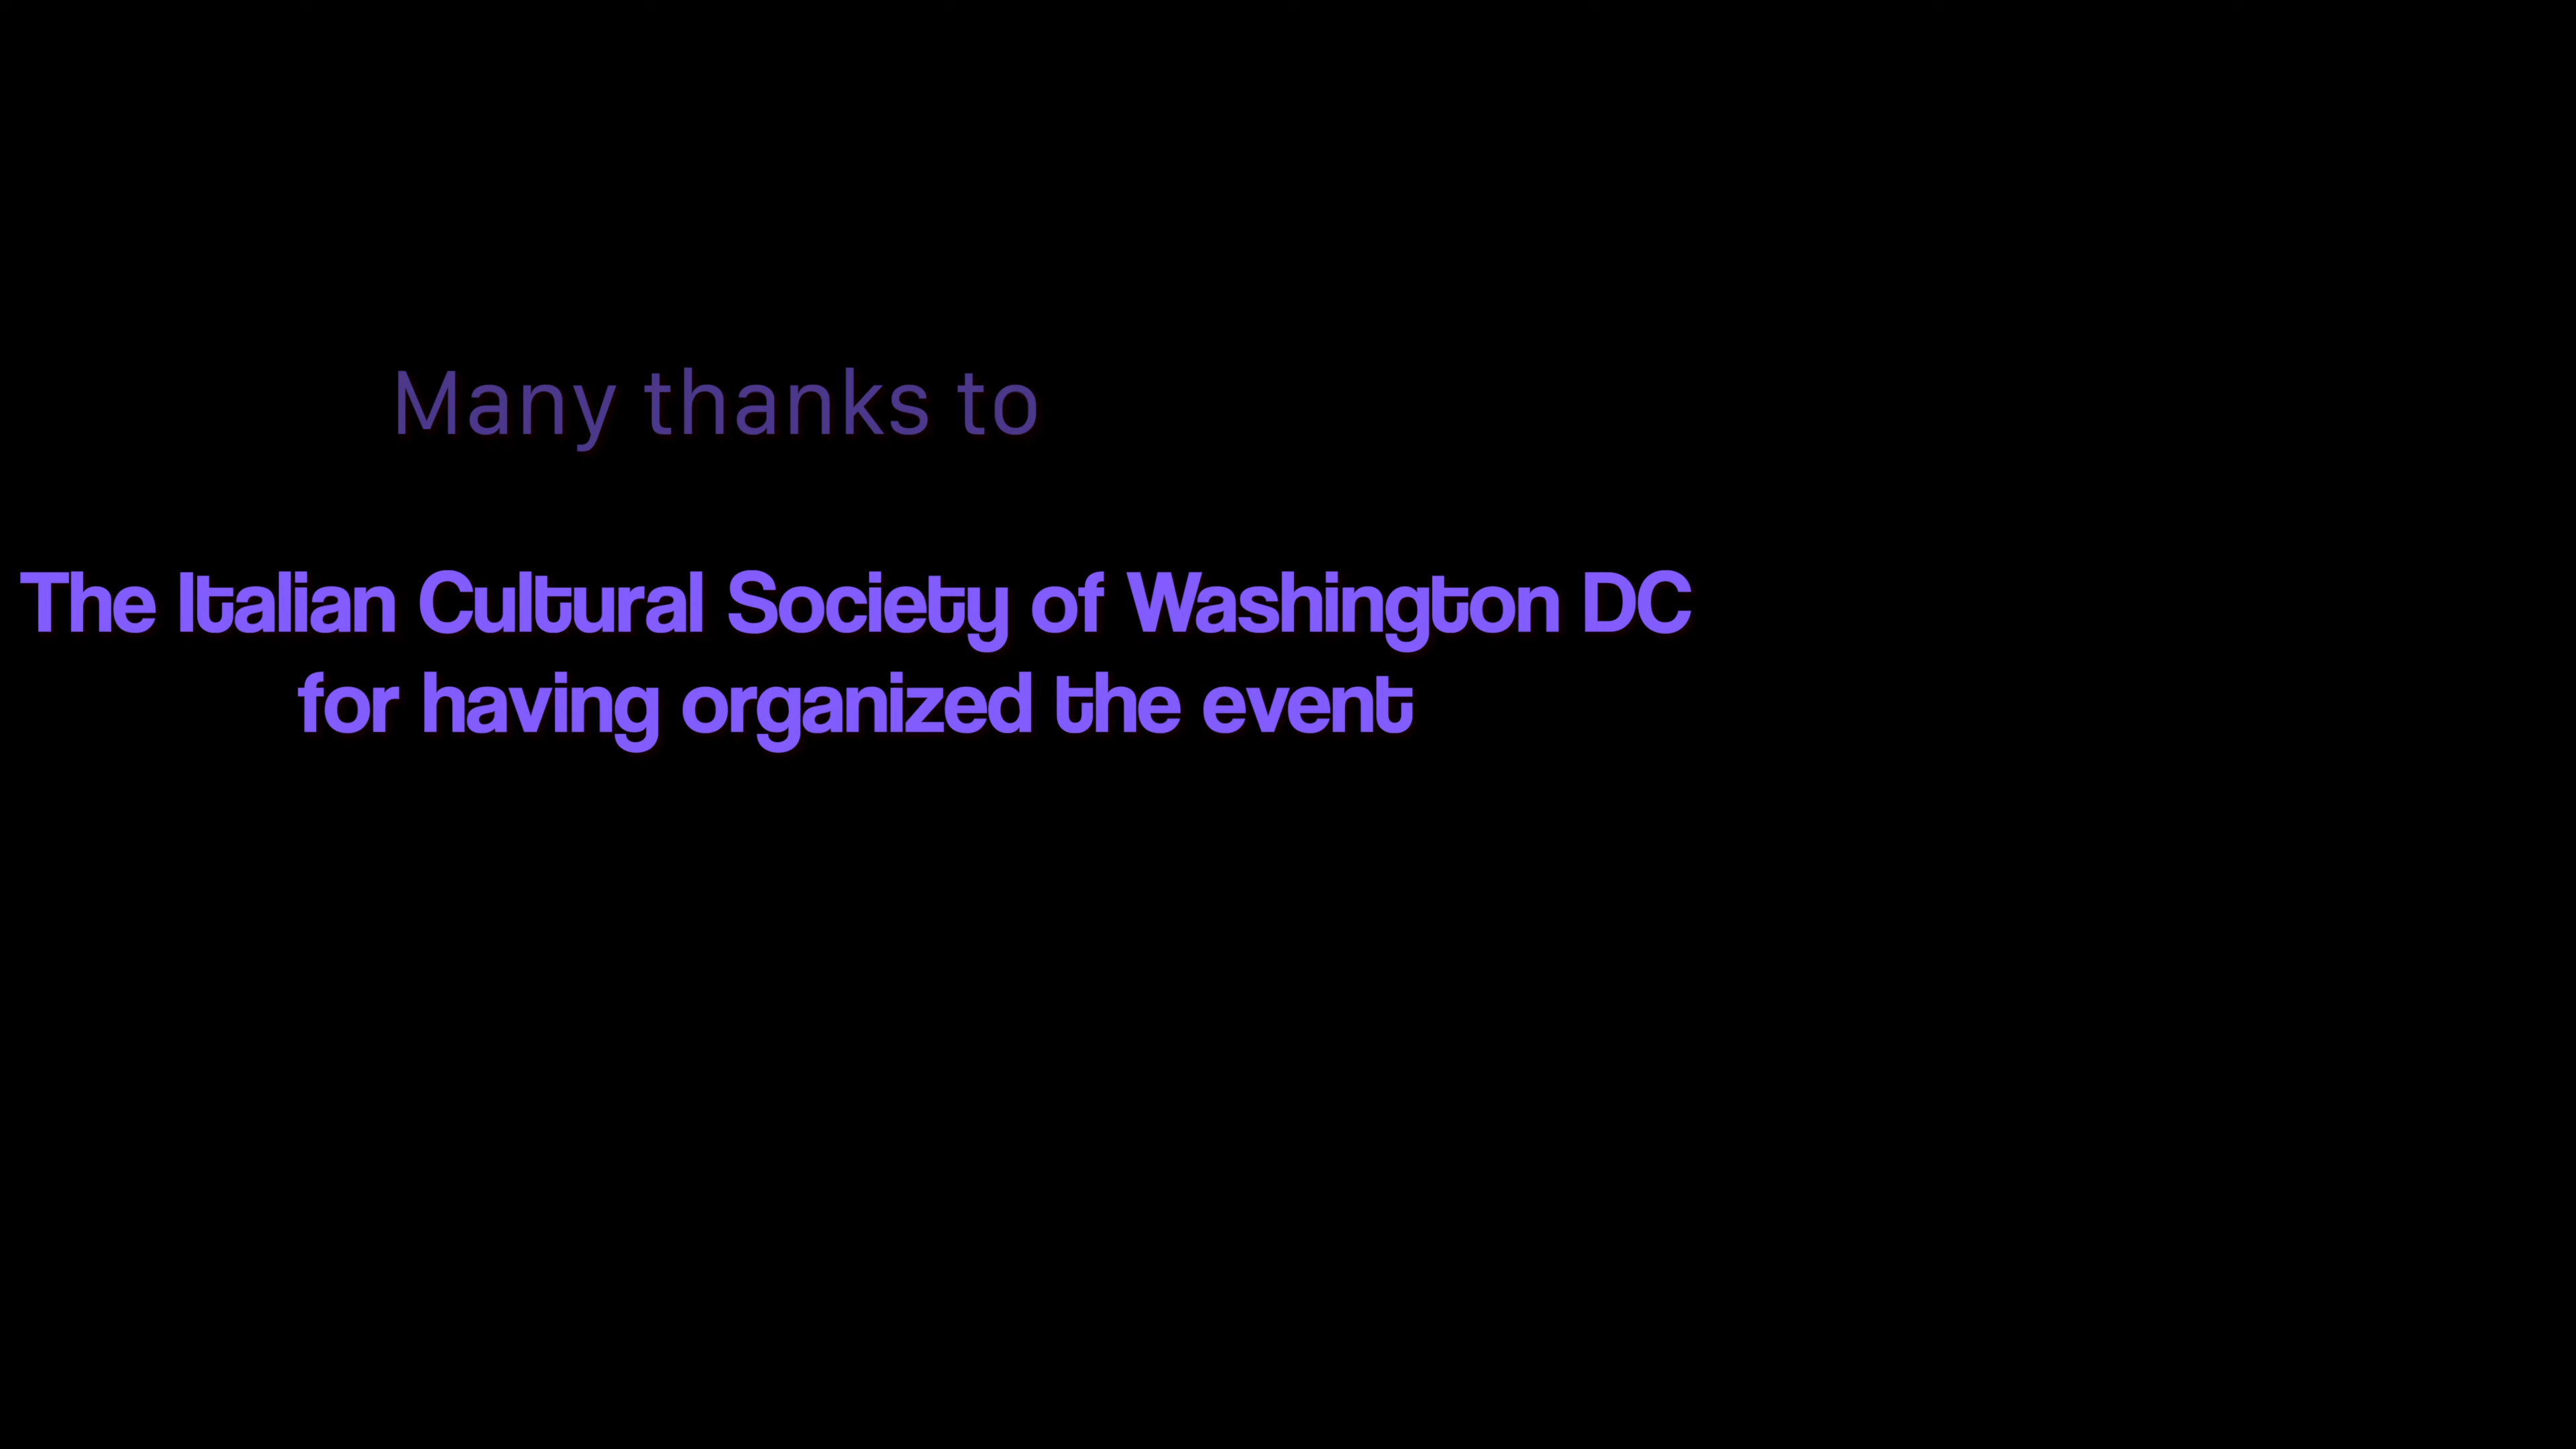 Many thanks to
The Italian Cultural Society of Washington DC
for having organized the event